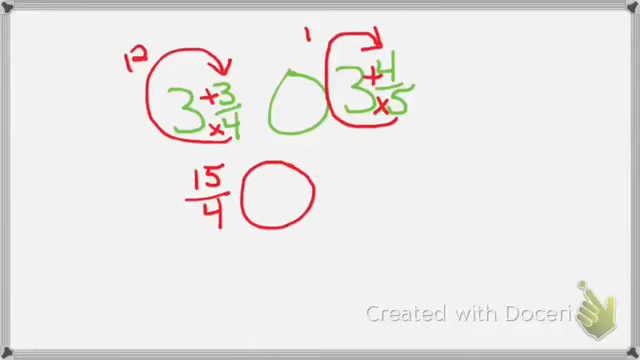 12 1
3 + 3/4 × ○ 3 + 4/5 ×
15/4 ○
Created with Doceri